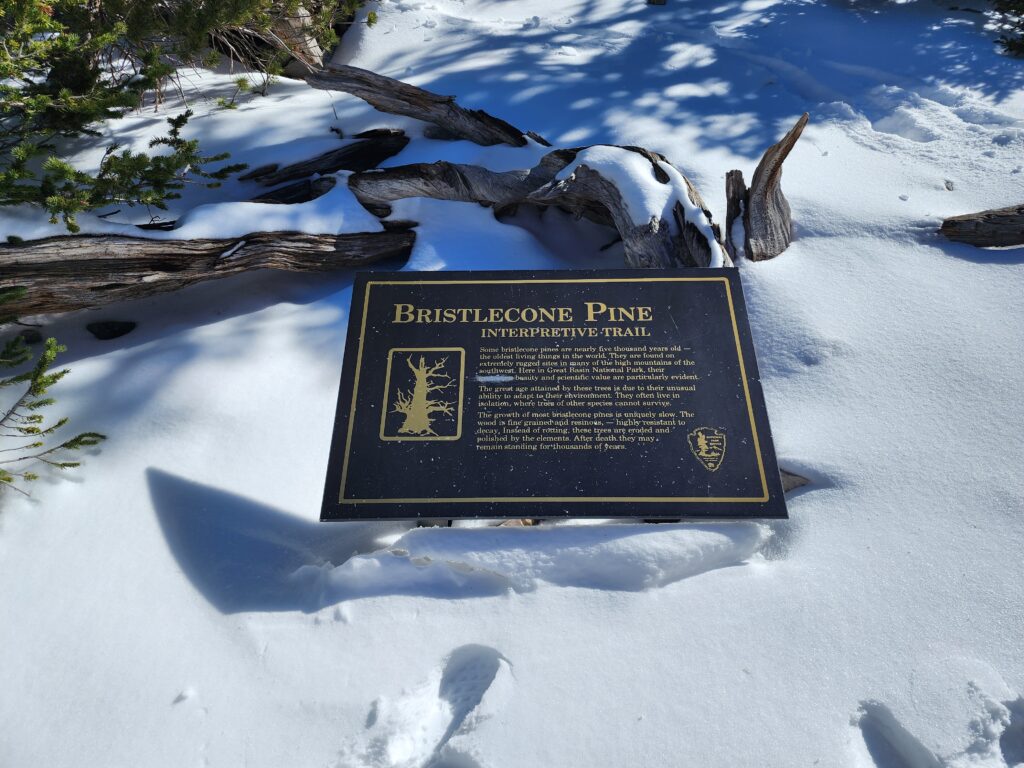 BRISTLECONE PINE
INTERPRETIVE TRAIL
Some bristlecone pines are nearly five thousand years old —
the oldest living things in the world. They are found on
extremely rugged sites in many of the high mountains of the
southwest. Here in Great Basin National Park, their
beauty and scientific value are particularly evident.
The great age attained by these trees is due to their unusual
ability to adapt to their environment. They often live in
isolation, where trees of other species cannot survive.
The growth of most bristlecone pines is uniquely slow. The
wood is fine grained and resinous, — highly resistant to
decay. Instead of rotting, these trees are eroded and
polished by the elements. After death they may
remain standing for thousands of years.